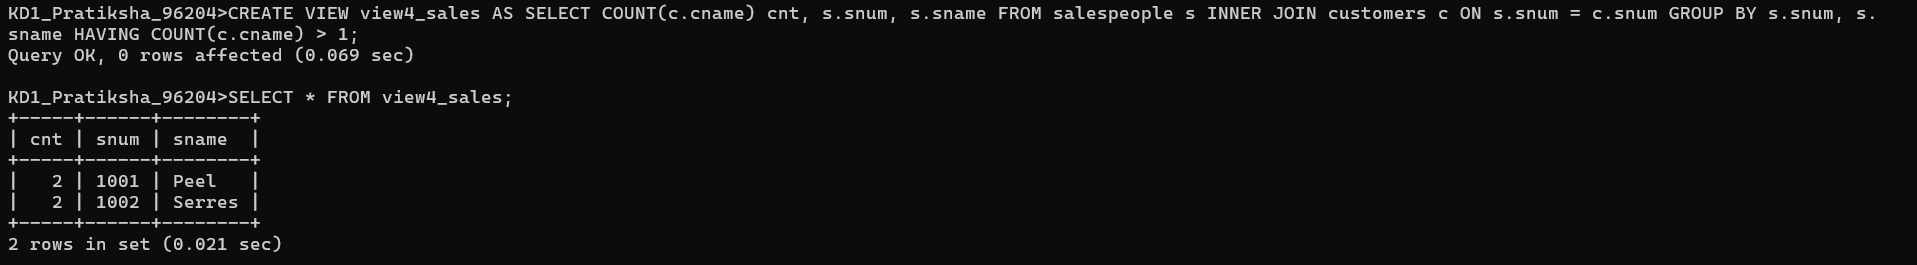 KD1_Pratiksha_96204>CREATE VIEW view4_sales AS SELECT COUNT(c.cname) cnt, s.snum, s.sname FROM salespeople s INNER JOIN customers c ON s.snum = c.snum GROUP BY s.snum, s.
sname HAVING COUNT(c.cname) > 1;
Query OK, 0 rows affected (0.069 sec)

KD1_Pratiksha_96204>SELECT * FROM view4_sales;
+-----+------+--------+
| cnt | snum | sname  |
+-----+------+--------+
|   2 | 1001 | Peel   |
|   2 | 1002 | Serres |
+-----+------+--------+
2 rows in set (0.021 sec)